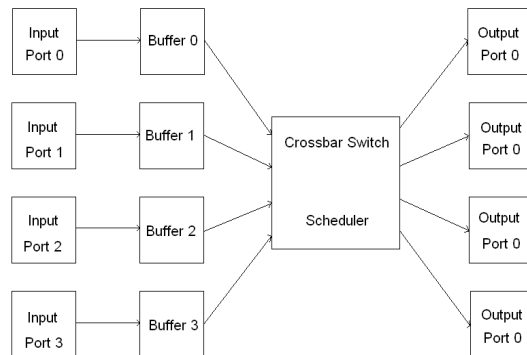 Input
Port 0
Buffer 0
Output
Port 0
Input
Port 1
Buffer 1
Crossbar Switch
Output
Port 0
Input
Port 2
Buffer 2
Scheduler
Output
Port 0
Input
Port 3
Buffer 3
Output
Port 0